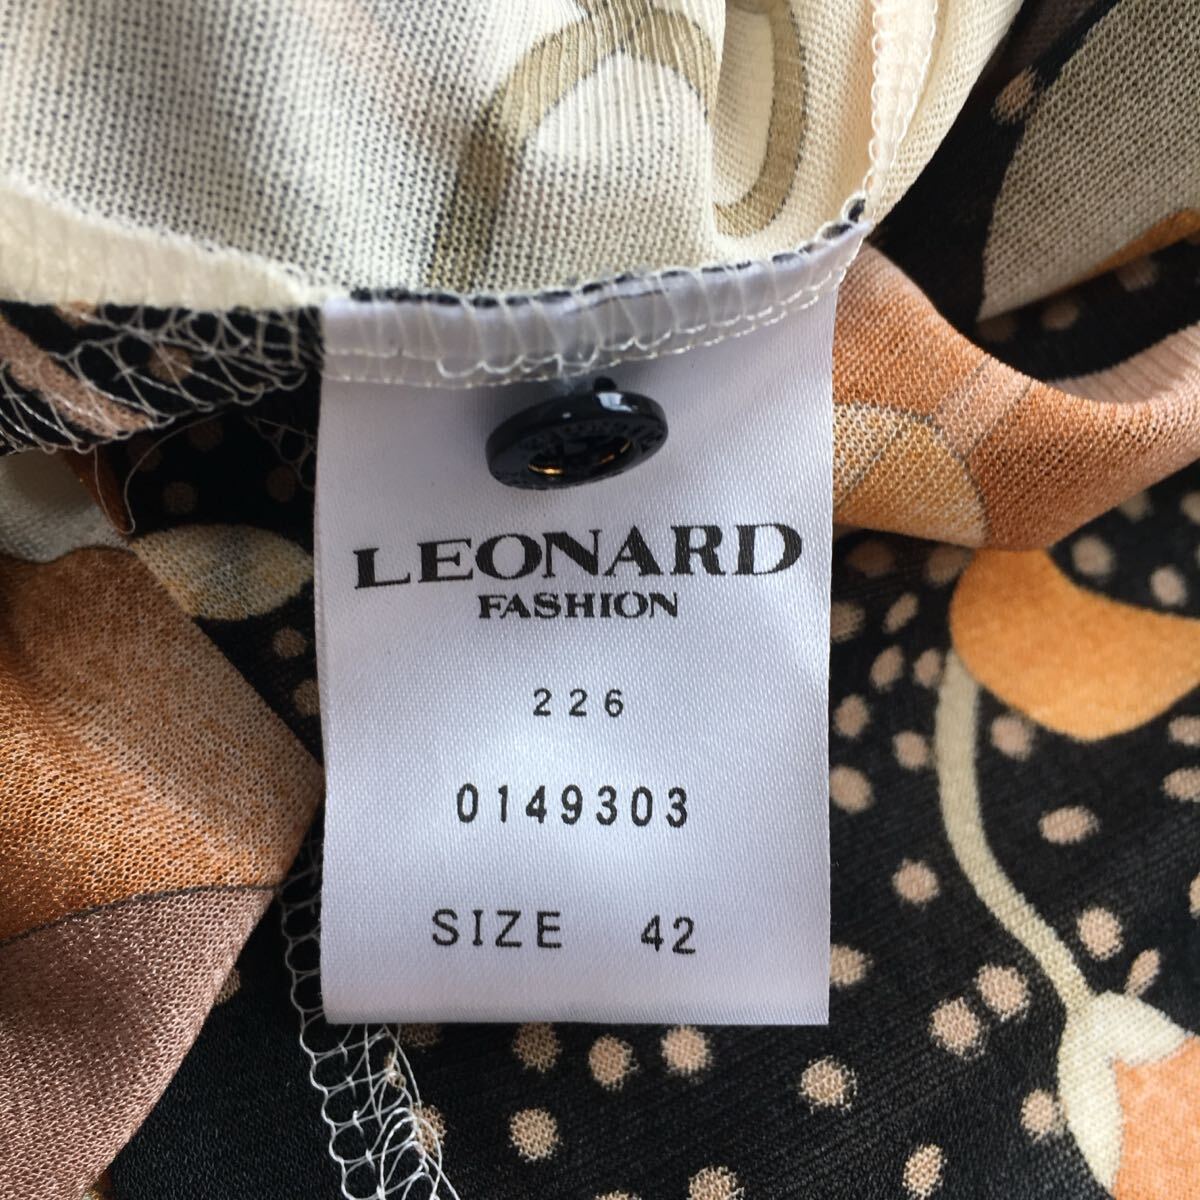 LEONARD
FASHION
226
0149303
SIZE 42